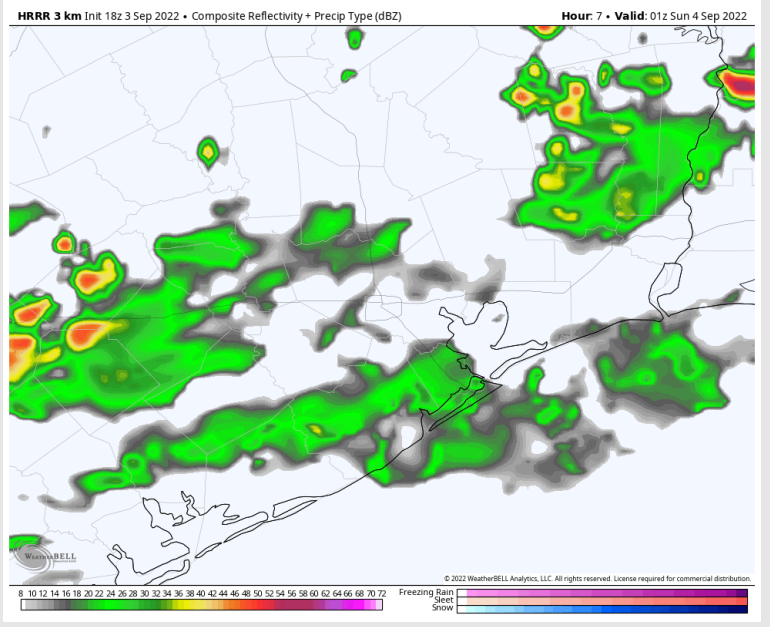 HRRR 3 km Init 18z 3 Sep 2022 • Composite Reflectivity + Precip Type (dBZ)
Hour: 7 • Valid: 01z Sun 4 Sep 2022
WEATHERBELL
© 2022 WeatherBELL Analytics, LLC. All rights reserved. License required for commercial distribution.
8 10 12 14 16 18 20 22 24 26 28 30 32 34 36 38 40 42 44 46 48 50 52 54 56 58 60 62 64 66 68 70 72
Freezing Rain
Sleet
Snow